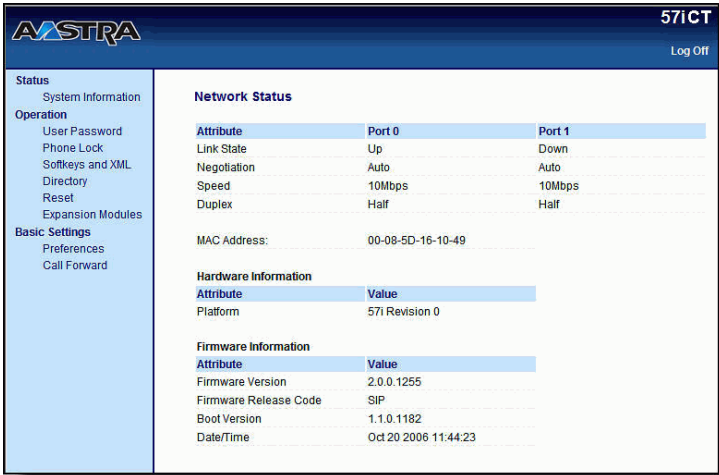 AASTRA
57iCT
Log Off
Status
System Information
Operation
User Password
Phone Lock
Softkeys and XML
Directory
Reset
Expansion Modules
Basic Settings
Preferences
Call Forward
Network Status
Attribute Port 0 Port 1
Link State Up Down
Negotiation Auto Auto
Speed 10Mbps 10Mbps
Duplex Half Half
MAC Address: 00-08-5D-16-10-49
Hardware Information
Attribute Value
Platform 57i Revision 0
Firmware Information
Attribute Value
Firmware Version 2.0.0.1255
Firmware Release Code SIP
Boot Version 1.1.0.1182
Date/Time Oct 20 2006 11:44:23